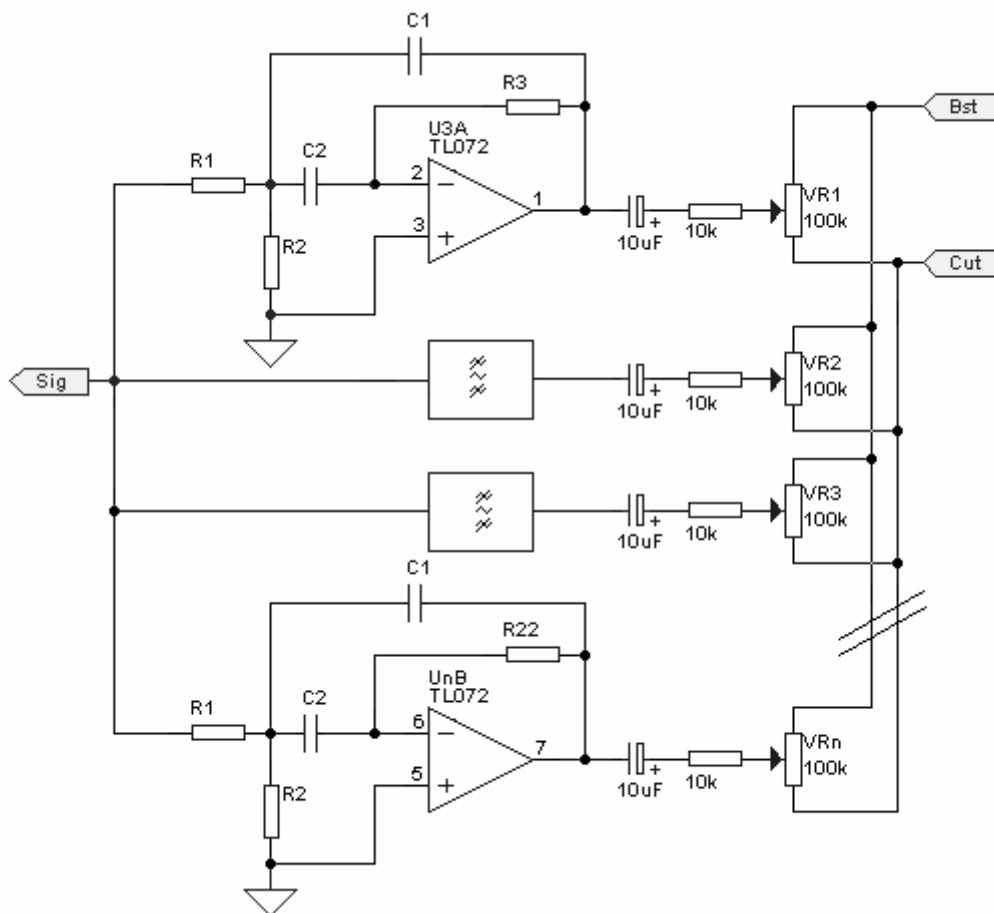 C1
R3
U3A
TL072
Bst
R1
C2
2
-
1
VR1
100k
3
+
+
10uF
10k
R2
Cut
Sig
VR2
100k
+
10uF
10k
VR3
100k
+
10uF
10k
C1
R22
UnB
TL072
R1
C2
6
-
7
VRn
100k
5
+
+
10uF
10k
R2